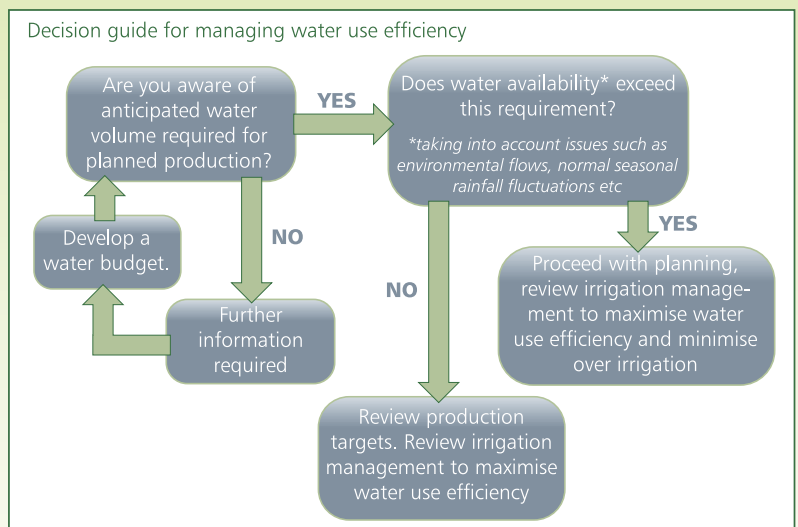 Decision guide for managing water use efficiency
Are you aware of
anticipated water
volume required for
planned production?
YES
Does water availability* exceed
this requirement?
*taking into account issues such as
environmental flows, normal seasonal
rainfall fluctuations etc
NO
Further
information
required
Develop a
water budget.
NO
Review production
targets. Review irrigation
management to maximise
water use efficiency
YES
Proceed with planning,
review irrigation manage-
ment to maximise water
use efficiency and minimise
over irrigation